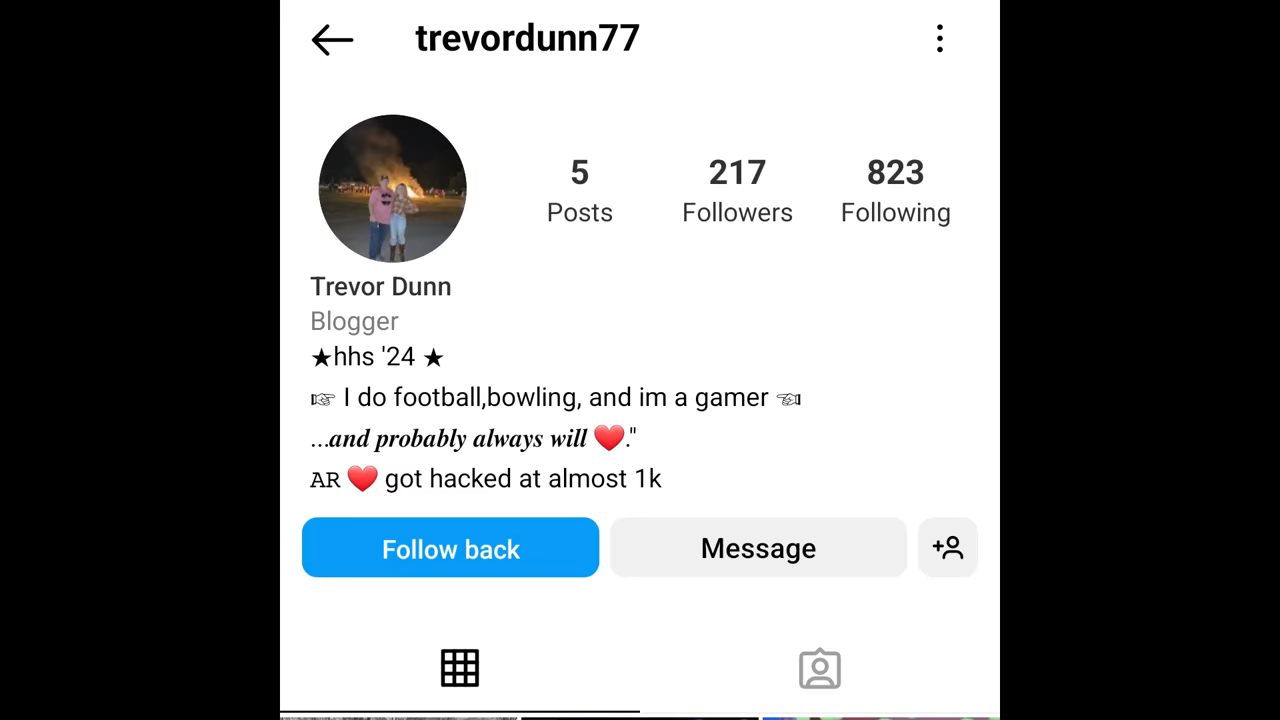 trevordunn77
5 217 823
Posts Followers Following
Trevor Dunn
Blogger
★hhs '24 ★
☞ I do football,bowling, and im a gamer ☜
...and probably always will ❤️."
AR ❤️ got hacked at almost 1k
Follow back Message